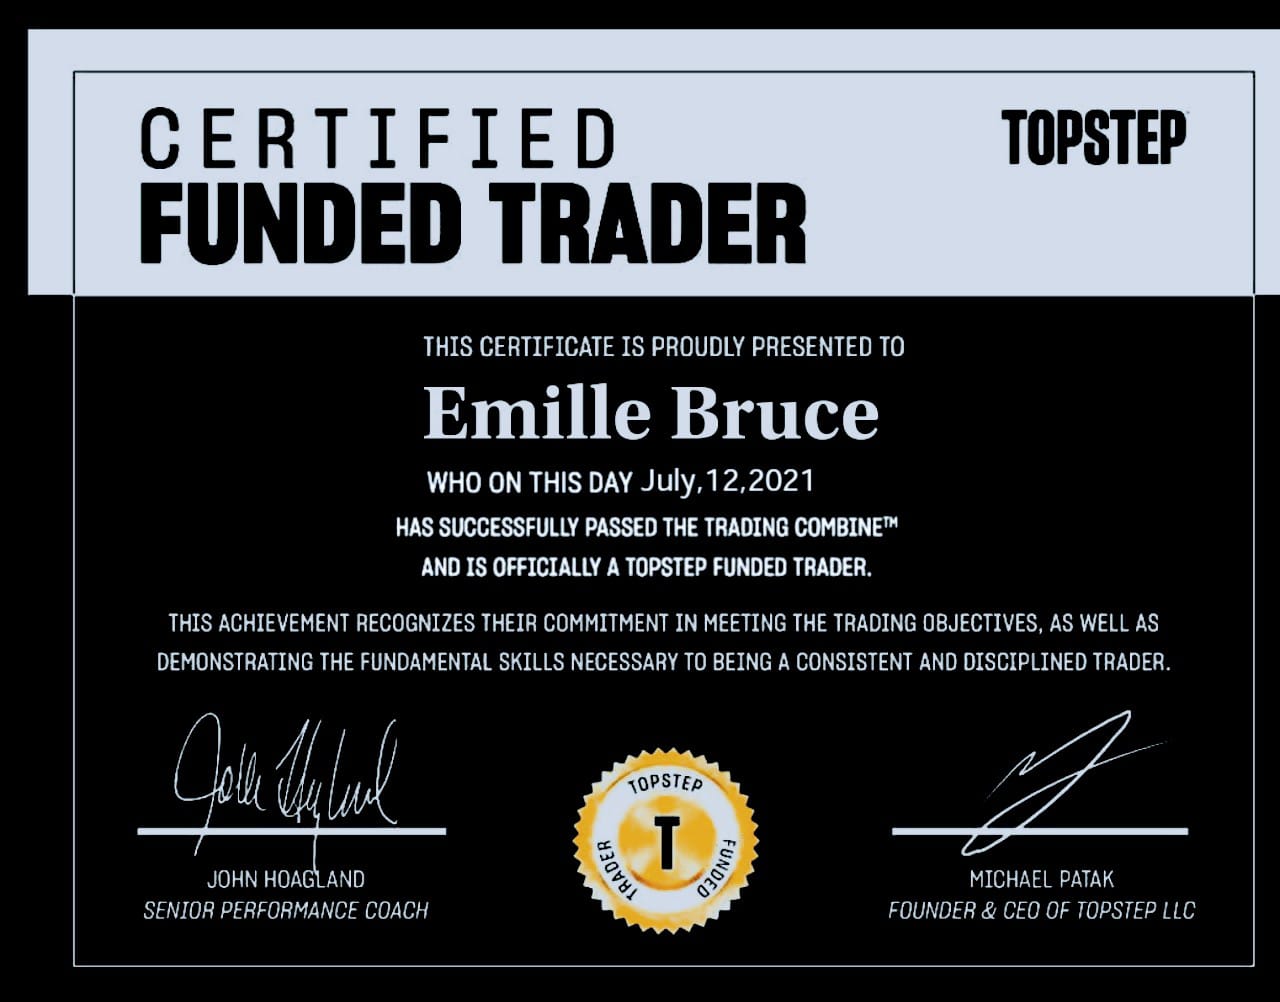 CERTIFIED
FUNDED TRADER
TOPSTEP
THIS CERTIFICATE IS PROUDLY PRESENTED TO
Emille Bruce
WHO ON THIS DAY July,12,2021
HAS SUCCESSFULLY PASSED THE TRADING COMBINE™
AND IS OFFICIALLY A TOPSTEP FUNDED TRADER.
THIS ACHIEVEMENT RECOGNIZES THEIR COMMITMENT IN MEETING THE TRADING OBJECTIVES, AS WELL AS
DEMONSTRATING THE FUNDAMENTAL SKILLS NECESSARY TO BEING A CONSISTENT AND DISCIPLINED TRADER.
JOHN HOAGLAND
SENIOR PERFORMANCE COACH
TOPSTEP
T
FUNDED
TRADER
MICHAEL PATAK
FOUNDER & CEO OF TOPSTEP LLC